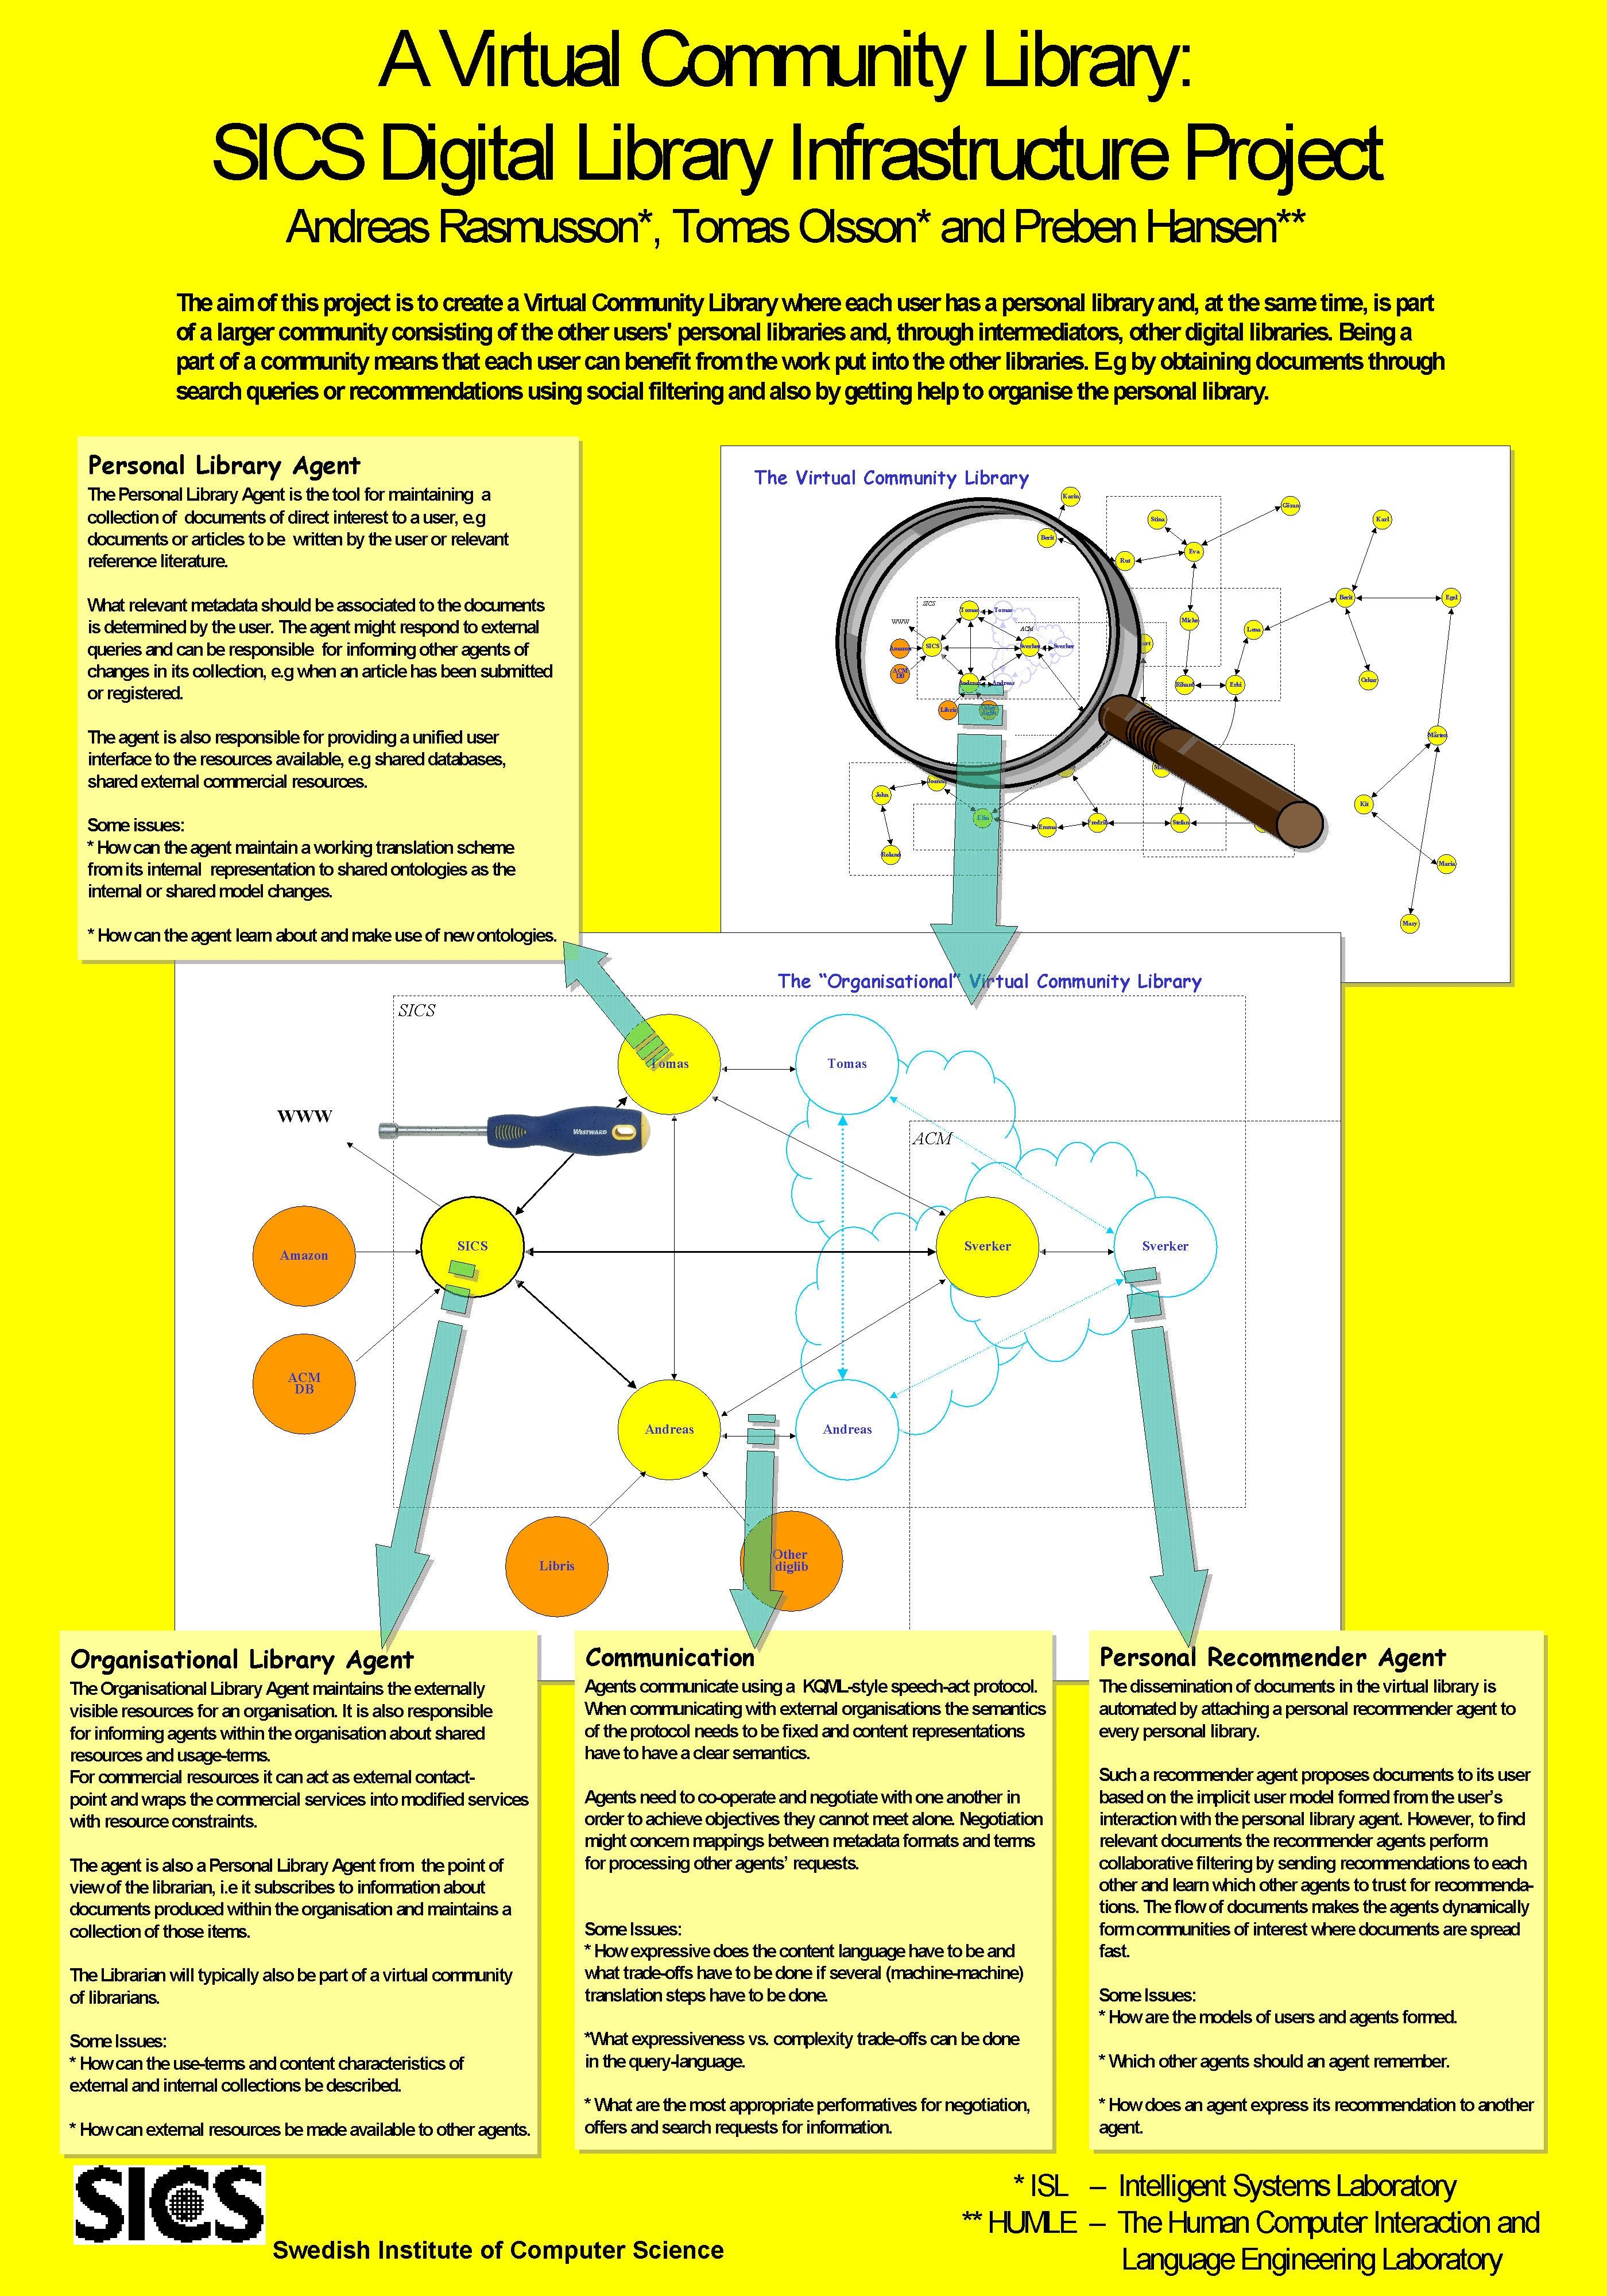 A Virtual Community Library:
SICS Digital Library Infrastructure Project
Andreas Rasmusson*, Tomas Olsson* and Preben Hansen**
The aim of this project is to create a Virtual Community Library where each user has a personal library and, at the same time, is part
of a larger community consisting of the other users' personal libraries and, through intermediators, other digital libraries. Being a
part of a community means that each user can benefit from the work put into the other libraries. E.g by obtaining documents through
search queries or recommendations using social filtering and also by getting help to organise the personal library.
Personal Library Agent
The Personal Library Agent is the tool for maintaining a
collection of documents of direct interest to a user, e.g
documents or articles to be written by the user or relevant
reference literature.
What relevant metadata should be associated to the documents
is determined by the user. The agent might respond to external
queries and can be responsible for informing other agents of
changes in its collection, e.g when an article has been submitted
or registered.
The agent is also responsible for providing a unified user
interface to the resources available, e.g shared databases,
shared external commercial resources.
Some issues:
* How can the agent maintain a working translation scheme
from its internal representation to shared ontologies as the
internal or shared model changes.
* How can the agent learn about and make use of new ontologies.
The Virtual Community Library
Karin
Berit
Stina
Göran
Rut
Eva
Karl
Berit
Egel
Micke
Lena
Rikard
Erki
Oskar
SICS
Tomas
Tomas
WWW
ACM
Amazon
SICS
Sverker
Sverker
ACM
DB
Andreas
Andreas
Libris
Mårten
Kit
Maria
Mary
John
Joanna
Elin
Emma
Fredrik
Stefan
Roland
The “Organisational” Virtual Community Library
SICS
Tomas
Tomas
WWW
WESTWARD
ACM
Amazon
SICS
Sverker
Sverker
ACM
DB
Andreas
Andreas
Libris
Other
diglib
Organisational Library Agent
The Organisational Library Agent maintains the externally
visible resources for an organisation. It is also responsible
for informing agents within the organisation about shared
resources and usage-terms.
For commercial resources it can act as external contact-
point and wraps the commercial services into modified services
with resource constraints.
The agent is also a Personal Library Agent from the point of
view of the librarian, i.e it subscribes to information about
documents produced within the organisation and maintains a
collection of those items.
The Librarian will typically also be part of a virtual community
of librarians.
Some Issues:
* How can the use-terms and content characteristics of
external and internal collections be described.
* How can external resources be made available to other agents.
Communication
Agents communicate using a KQML-style speech-act protocol.
When communicating with external organisations the semantics
of the protocol needs to be fixed and content representations
have to have a clear semantics.
Agents need to co-operate and negotiate with one another in
order to achieve objectives they cannot meet alone. Negotiation
might concern mappings between metadata formats and terms
for processing other agents’ requests.
Some Issues:
* How expressive does the content language have to be and
what trade-offs have to be done if several (machine-machine)
translation steps have to be done.
*What expressiveness vs. complexity trade-offs can be done
in the query-language.
* What are the most appropriate performatives for negotiation,
offers and search requests for information.
Personal Recommender Agent
The dissemination of documents in the virtual library is
automated by attaching a personal recommender agent to
every personal library.
Such a recommender agent proposes documents to its user
based on the implicit user model formed from the user’s
interaction with the personal library agent. However, to find
relevant documents the recommender agents perform
collaborative filtering by sending recommendations to each
other and learn which other agents to trust for recommenda-
tions. The flow of documents makes the agents dynamically
form communities of interest where documents are spread
fast.
Some Issues:
* How are the models of users and agents formed.
* Which other agents should an agent remember.
* How does an agent express its recommendation to another
agent.
SICS
Swedish Institute of Computer Science
* ISL – Intelligent Systems Laboratory
** HUMLE – The Human Computer Interaction and
Language Engineering Laboratory